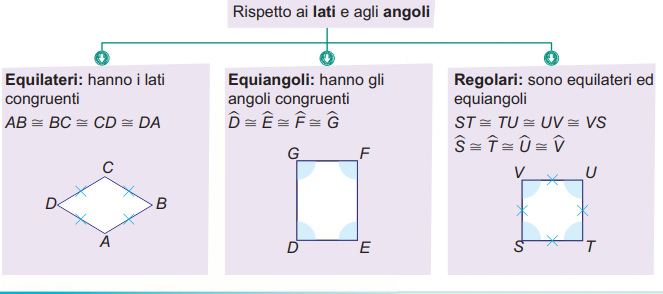 Rispetto ai lati e agli angoli
Equilateri: hanno i lati
congruenti
AB ≅ BC ≅ CD ≅ DA
C
D
B
A
Equiangoli: hanno gli
angoli congruenti
D̂ ≅ Ê ≅ F̂ ≅ Ĝ
G F
D E
Regolari: sono equilateri ed
equiangoli
ST ≅ TU ≅ UV ≅ VS
Ŝ ≅ T̂ ≅ Û ≅ V̂
V U
S T